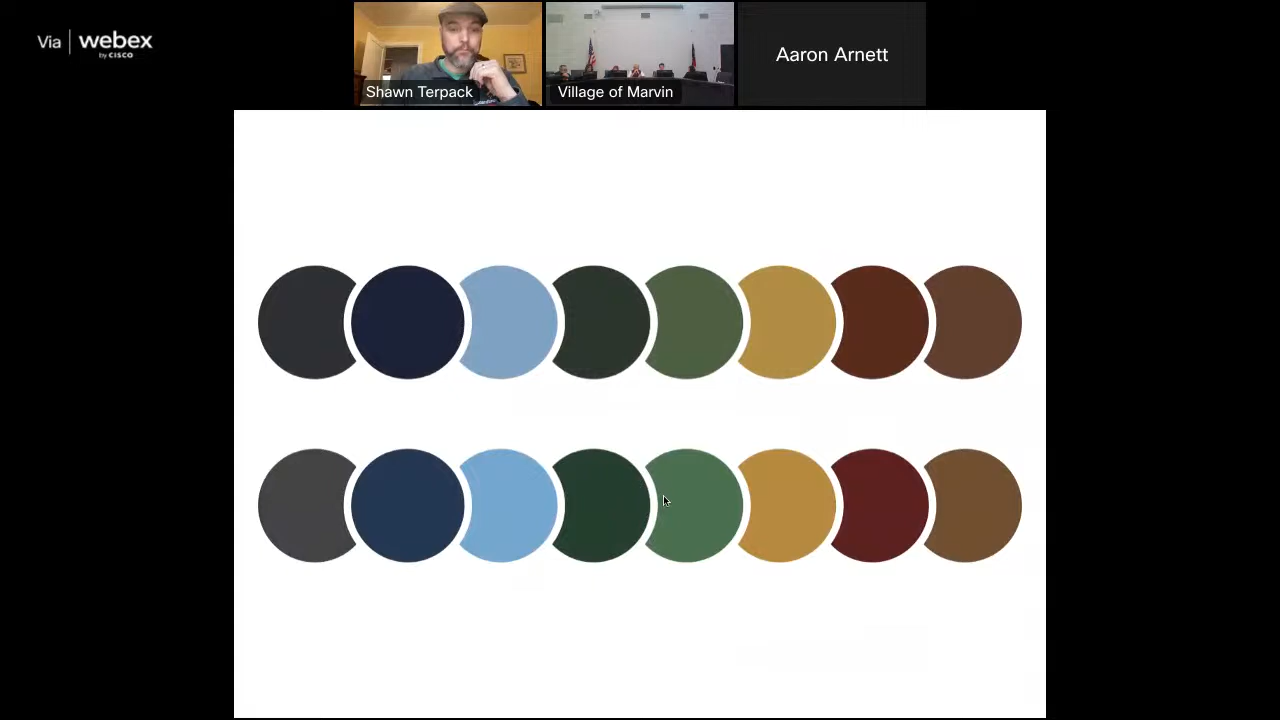 Via webex
by CISCO
Shawn Terpack
Village of Marvin
Aaron Arnett